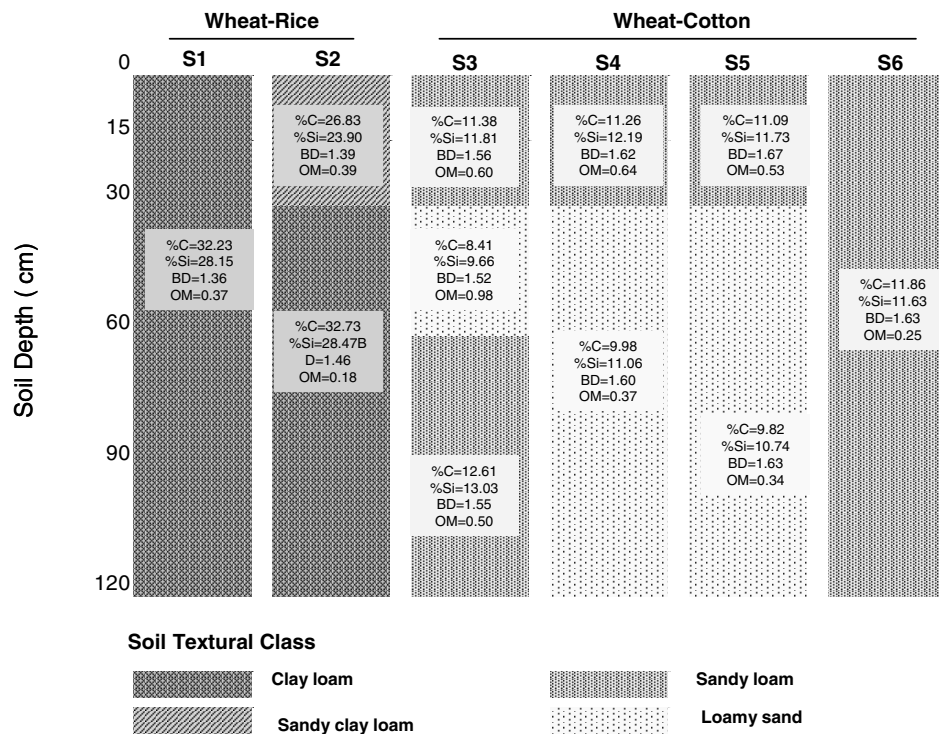 Wheat-Rice
Wheat-Cotton
S1
S2
S3
S4
S5
S6
Soil Depth ( cm)
0
15
30
60
90
120
%C=32.23
%Si=28.15
BD=1.36
OM=0.37
%C=26.83
%Si=23.90
BD=1.39
OM=0.39
%C=32.73
%Si=28.47B
D=1.46
OM=0.18
%C=11.38
%Si=11.81
BD=1.56
OM=0.60
%C=8.41
%Si=9.66
BD=1.52
OM=0.98
%C=12.61
%Si=13.03
BD=1.55
OM=0.50
%C=11.26
%Si=12.19
BD=1.62
OM=0.64
%C=9.98
%Si=11.06
BD=1.60
OM=0.37
%C=11.09
%Si=11.73
BD=1.67
OM=0.53
%C=9.82
%Si=10.74
BD=1.63
OM=0.34
%C=11.86
%Si=11.63
BD=1.63
OM=0.25
Soil Textural Class
Clay loam
Sandy loam
Sandy clay loam
Loamy sand